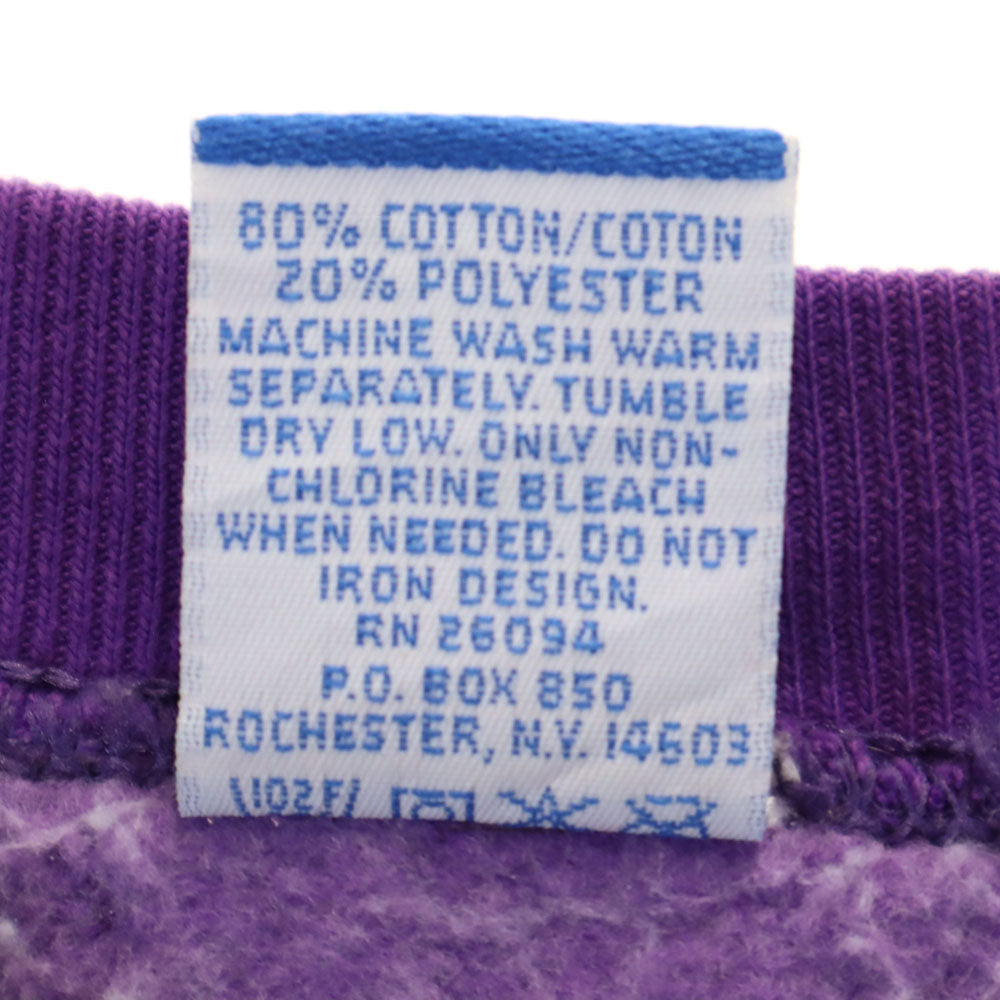 80% COTTON/COTON
20% POLYESTER
MACHINE WASH WARM
SEPARATELY. TUMBLE
DRY LOW. ONLY NON-
CHLORINE BLEACH
WHEN NEEDED. DO NOT
IRON DESIGN.
RN 26094
P.O. BOX 850
ROCHESTER, N.Y. 14603